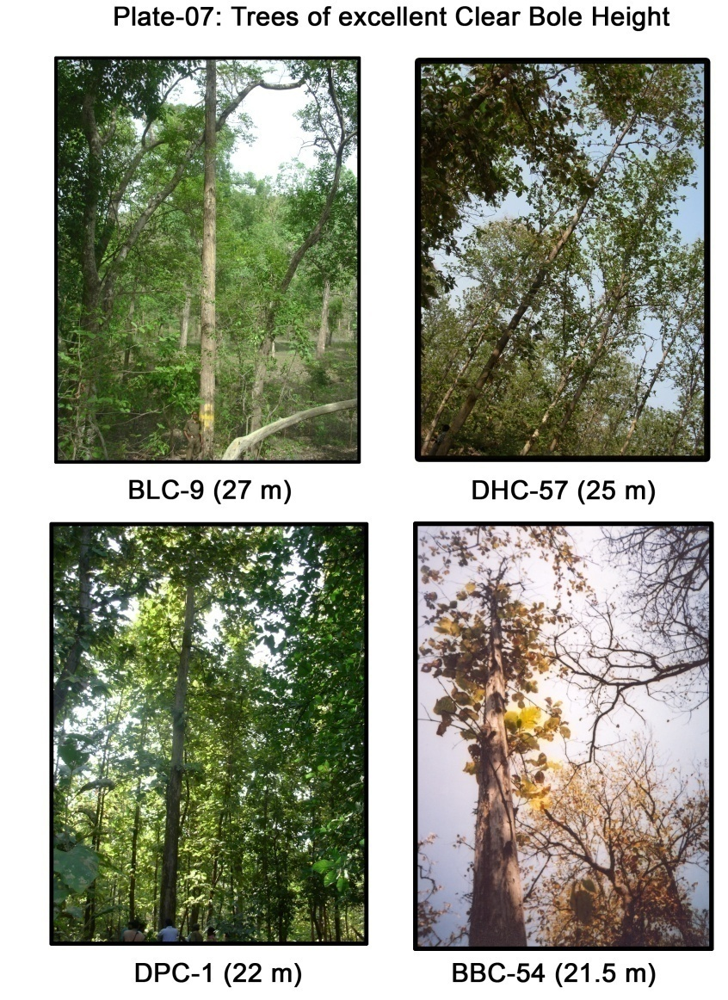 Plate-07: Trees of excellent Clear Bole Height
BLC-9 (27 m)
DHC-57 (25 m)
DPC-1 (22 m)
BBC-54 (21.5 m)